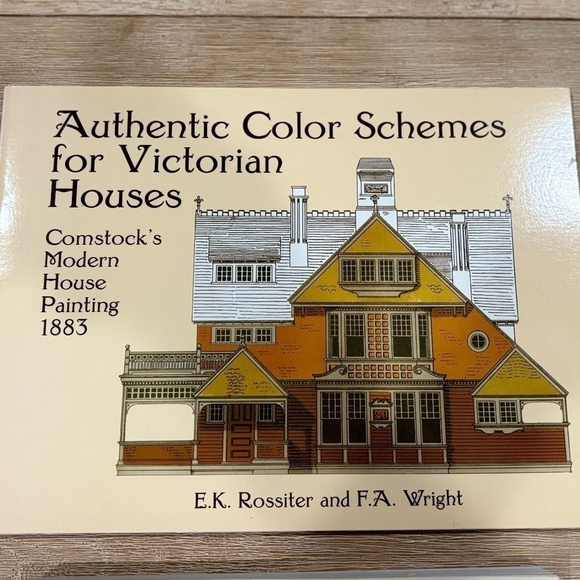 Authentic Color Schemes
for Victorian
Houses
Comstock's
Modern
House
Painting
1883
E.K. Rossiter and F.A. Wright